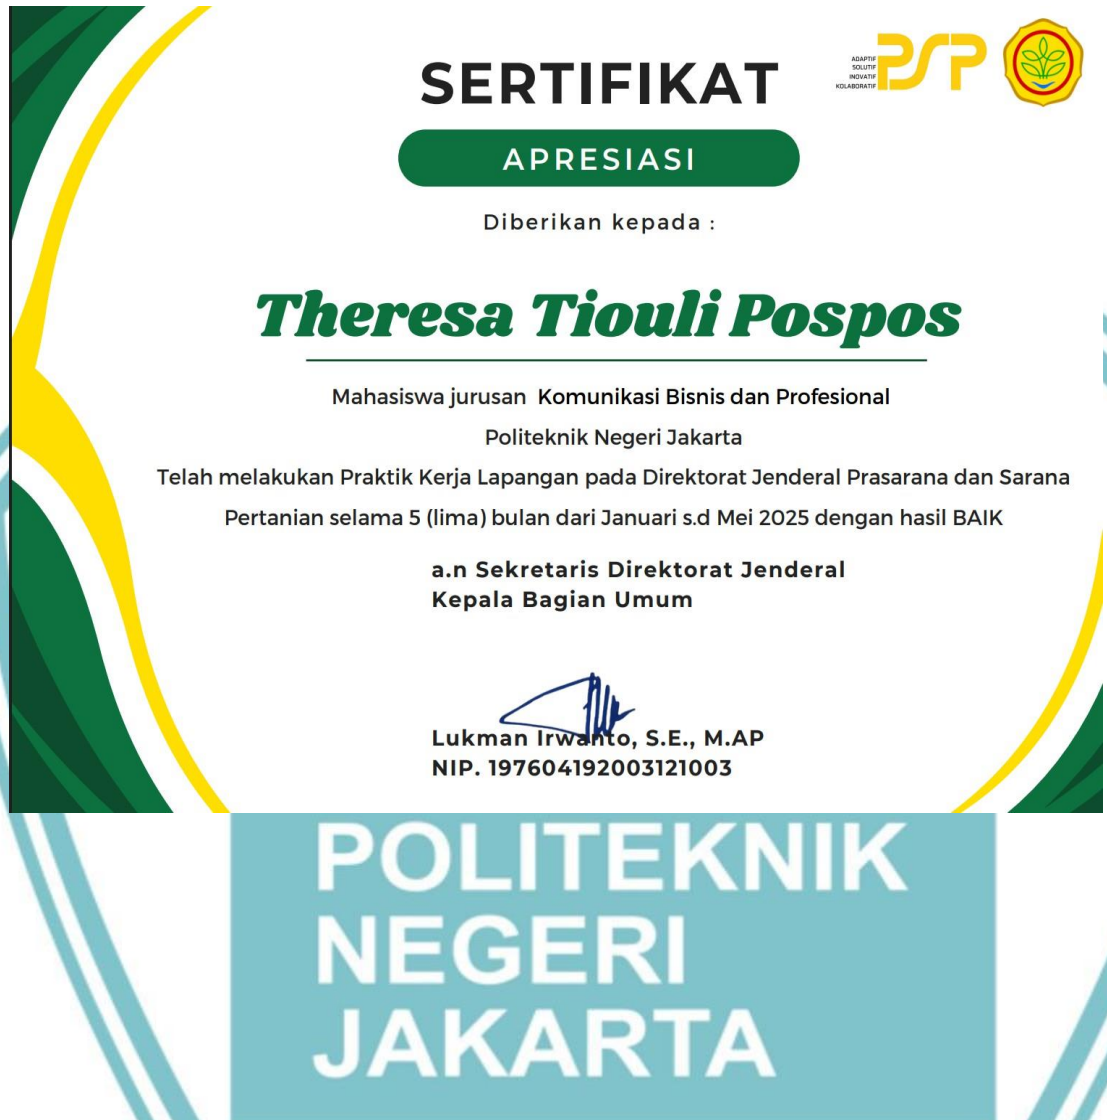 SERTIFIKAT
ADAPTIF
SOLUTIF
INOVATIF
KOLABORATIF
PSP
APRESIASI
Diberikan kepada :
Theresa Tiouli Pospos
Mahasiswa jurusan Komunikasi Bisnis dan Profesional
Politeknik Negeri Jakarta
Telah melakukan Praktik Kerja Lapangan pada Direktorat Jenderal Prasarana dan Sarana
Pertanian selama 5 (lima) bulan dari Januari s.d Mei 2025 dengan hasil BAIK
a.n Sekretaris Direktorat Jenderal
Kepala Bagian Umum
Lukman Irwanto, S.E., M.AP
NIP. 197604192003121003
POLITEKNIK
NEGERI
JAKARTA